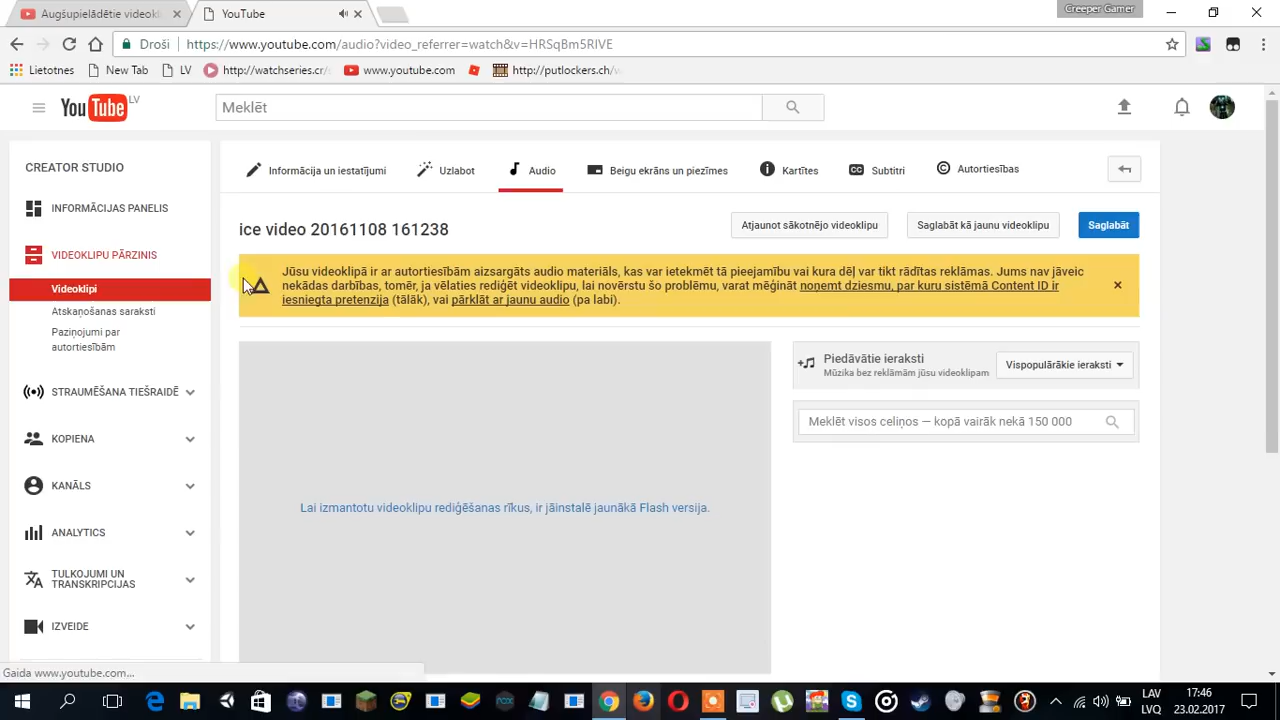 Augšupielādētie videokl
YouTube
Creeper Gamer
Droši
https://www.youtube.com/audio?video_referrer=watch&v=HRSqBm5RIVE
Lietotnes
New Tab
LV
http://watchseries.cr/s
www.youtube.com
http://putlockers.ch/w
YouTube LV
Meklēt
CREATOR STUDIO
INFORMĀCIJAS PANELIS
VIDEOKLIPU PĀRZINIS
Videoklipi
Atskaņošanas saraksti
Paziņojumi par
autortiesībām
STRAUMĒŠANA TIEŠRAIDĒ
KOPIENA
KANĀLS
ANALYTICS
TULKOJUMI UN
TRANSKRIPCIJAS
IZVEIDE
Informācija un iestatījumi
Uzlabot
Audio
Beigu ekrāns un piezīmes
Kartītes
CC Subtitri
Autortiesības
ice video 20161108 161238
Atjaunot sākotnējo videoklipu
Saglabāt kā jaunu videoklipu
Saglabāt
Jūsu videoklipā ir ar autortiesībām aizsargāts audio materiāls, kas var ietekmēt tā pieejamību vai kura dēļ var tikt rādītas reklāmas. Jums nav jāveic
nekādas darbības, tomēr, ja vēlaties rediģēt videoklipu, lai novērstu šo problēmu, varat mēģināt noņemt dziesmu, par kuru sistēmā Content ID ir
iesniegta pretenzija (tālāk), vai pārklāt ar jaunu audio (pa labi).
Lai izmantotu videoklipu rediģēšanas rīkus, ir jāinstalē jaunākā Flash versija.
Piedāvātie ieraksti
Mūzika bez reklāmām jūsu videoklipam
Vispopulārākie ieraksti
Meklēt visos celiņos — kopā vairāk nekā 150 000
Gaida www.youtube.com...
LAV
LVQ
17:46
23.02.2017